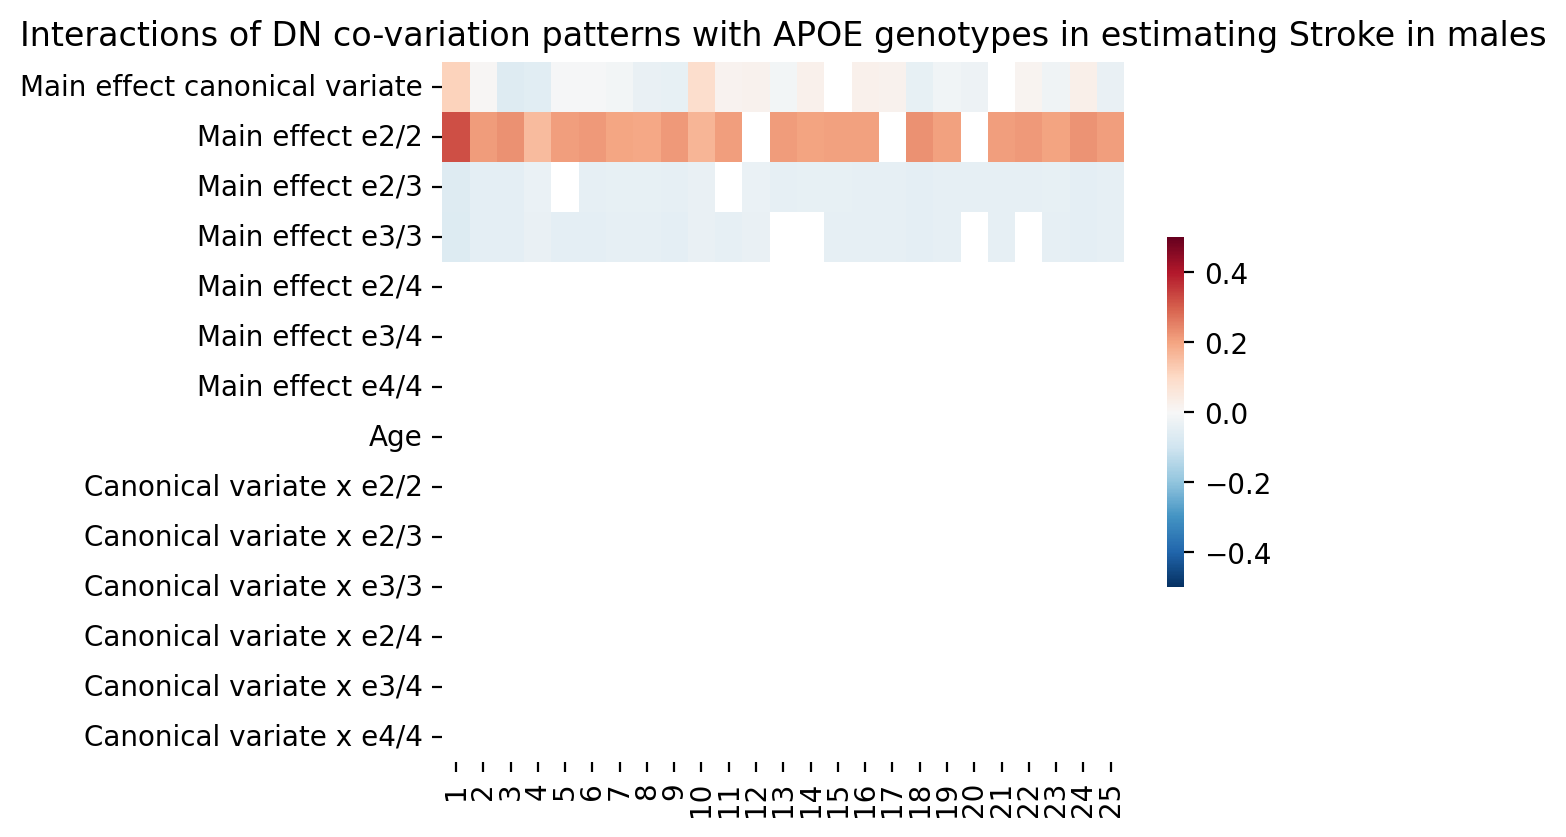 Interactions of DN co-variation patterns with APOE genotypes in estimating Stroke in males
Main effect canonical variate
Main effect e2/2
Main effect e2/3
Main effect e3/3
Main effect e2/4
Main effect e3/4
Main effect e4/4
Age
Canonical variate x e2/2
Canonical variate x e2/3
Canonical variate x e3/3
Canonical variate x e2/4
Canonical variate x e3/4
Canonical variate x e4/4
1 2 3 4 5 6 7 8 9 10 11 12 13 14 15 16 17 18 19 20 21 22 23 24 25
0.4
0.2
0.0
−0.2
−0.4